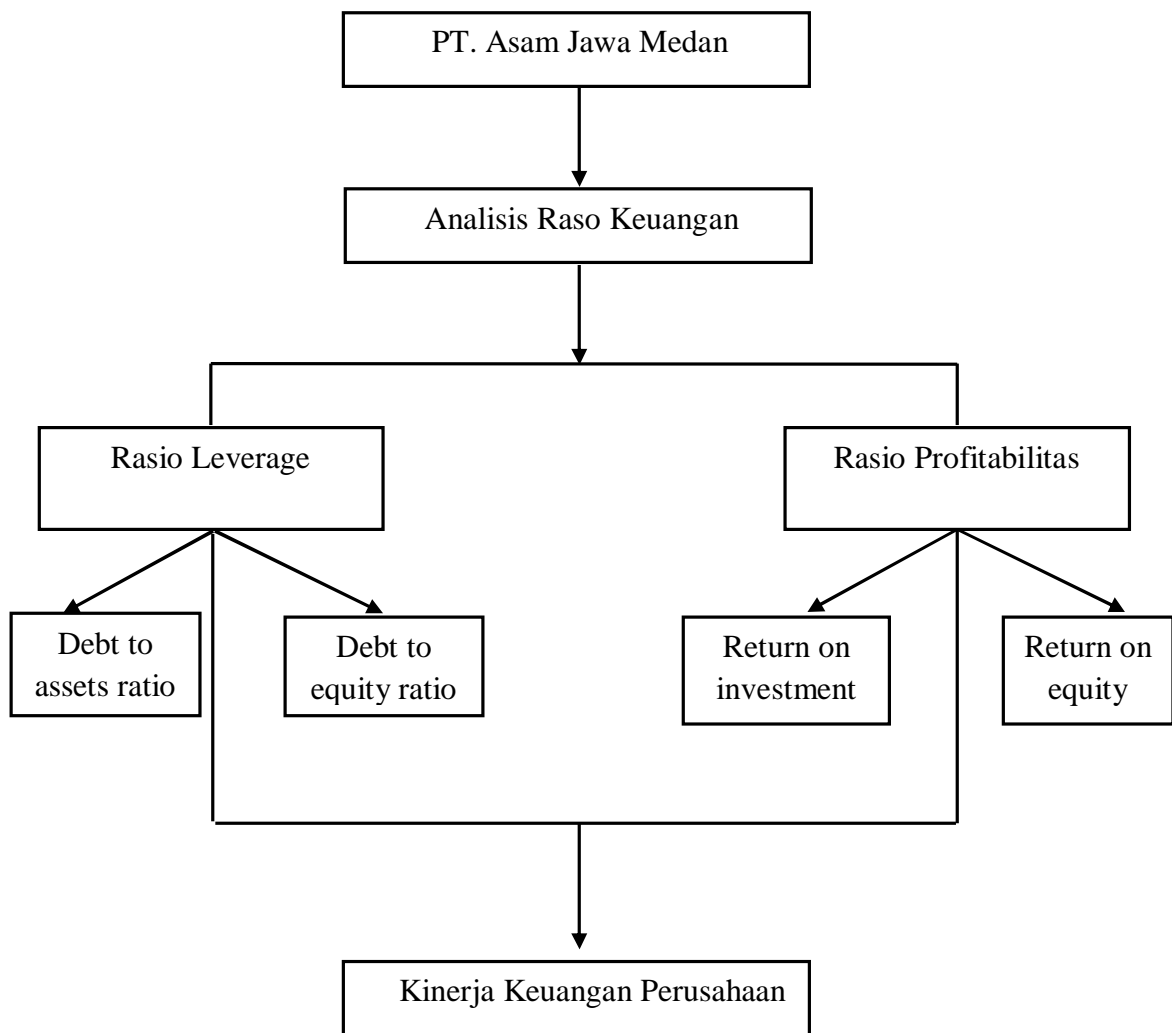 PT. Asam Jawa Medan
Analisis Raso Keuangan
Rasio Leverage
Rasio Profitabilitas
Debt to
assets ratio
Debt to
equity ratio
Return on
investment
Return on
equity
Kinerja Keuangan Perusahaan